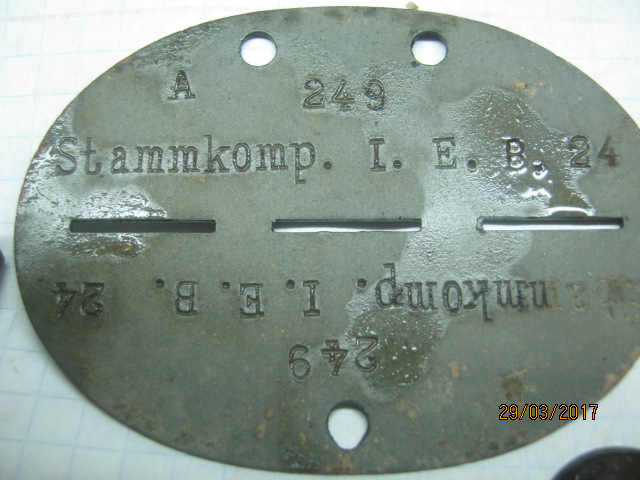 A 249
Stammkomp. I. E. B. 24
Stammkomp. I.E.B. 24
249
29/03/2017